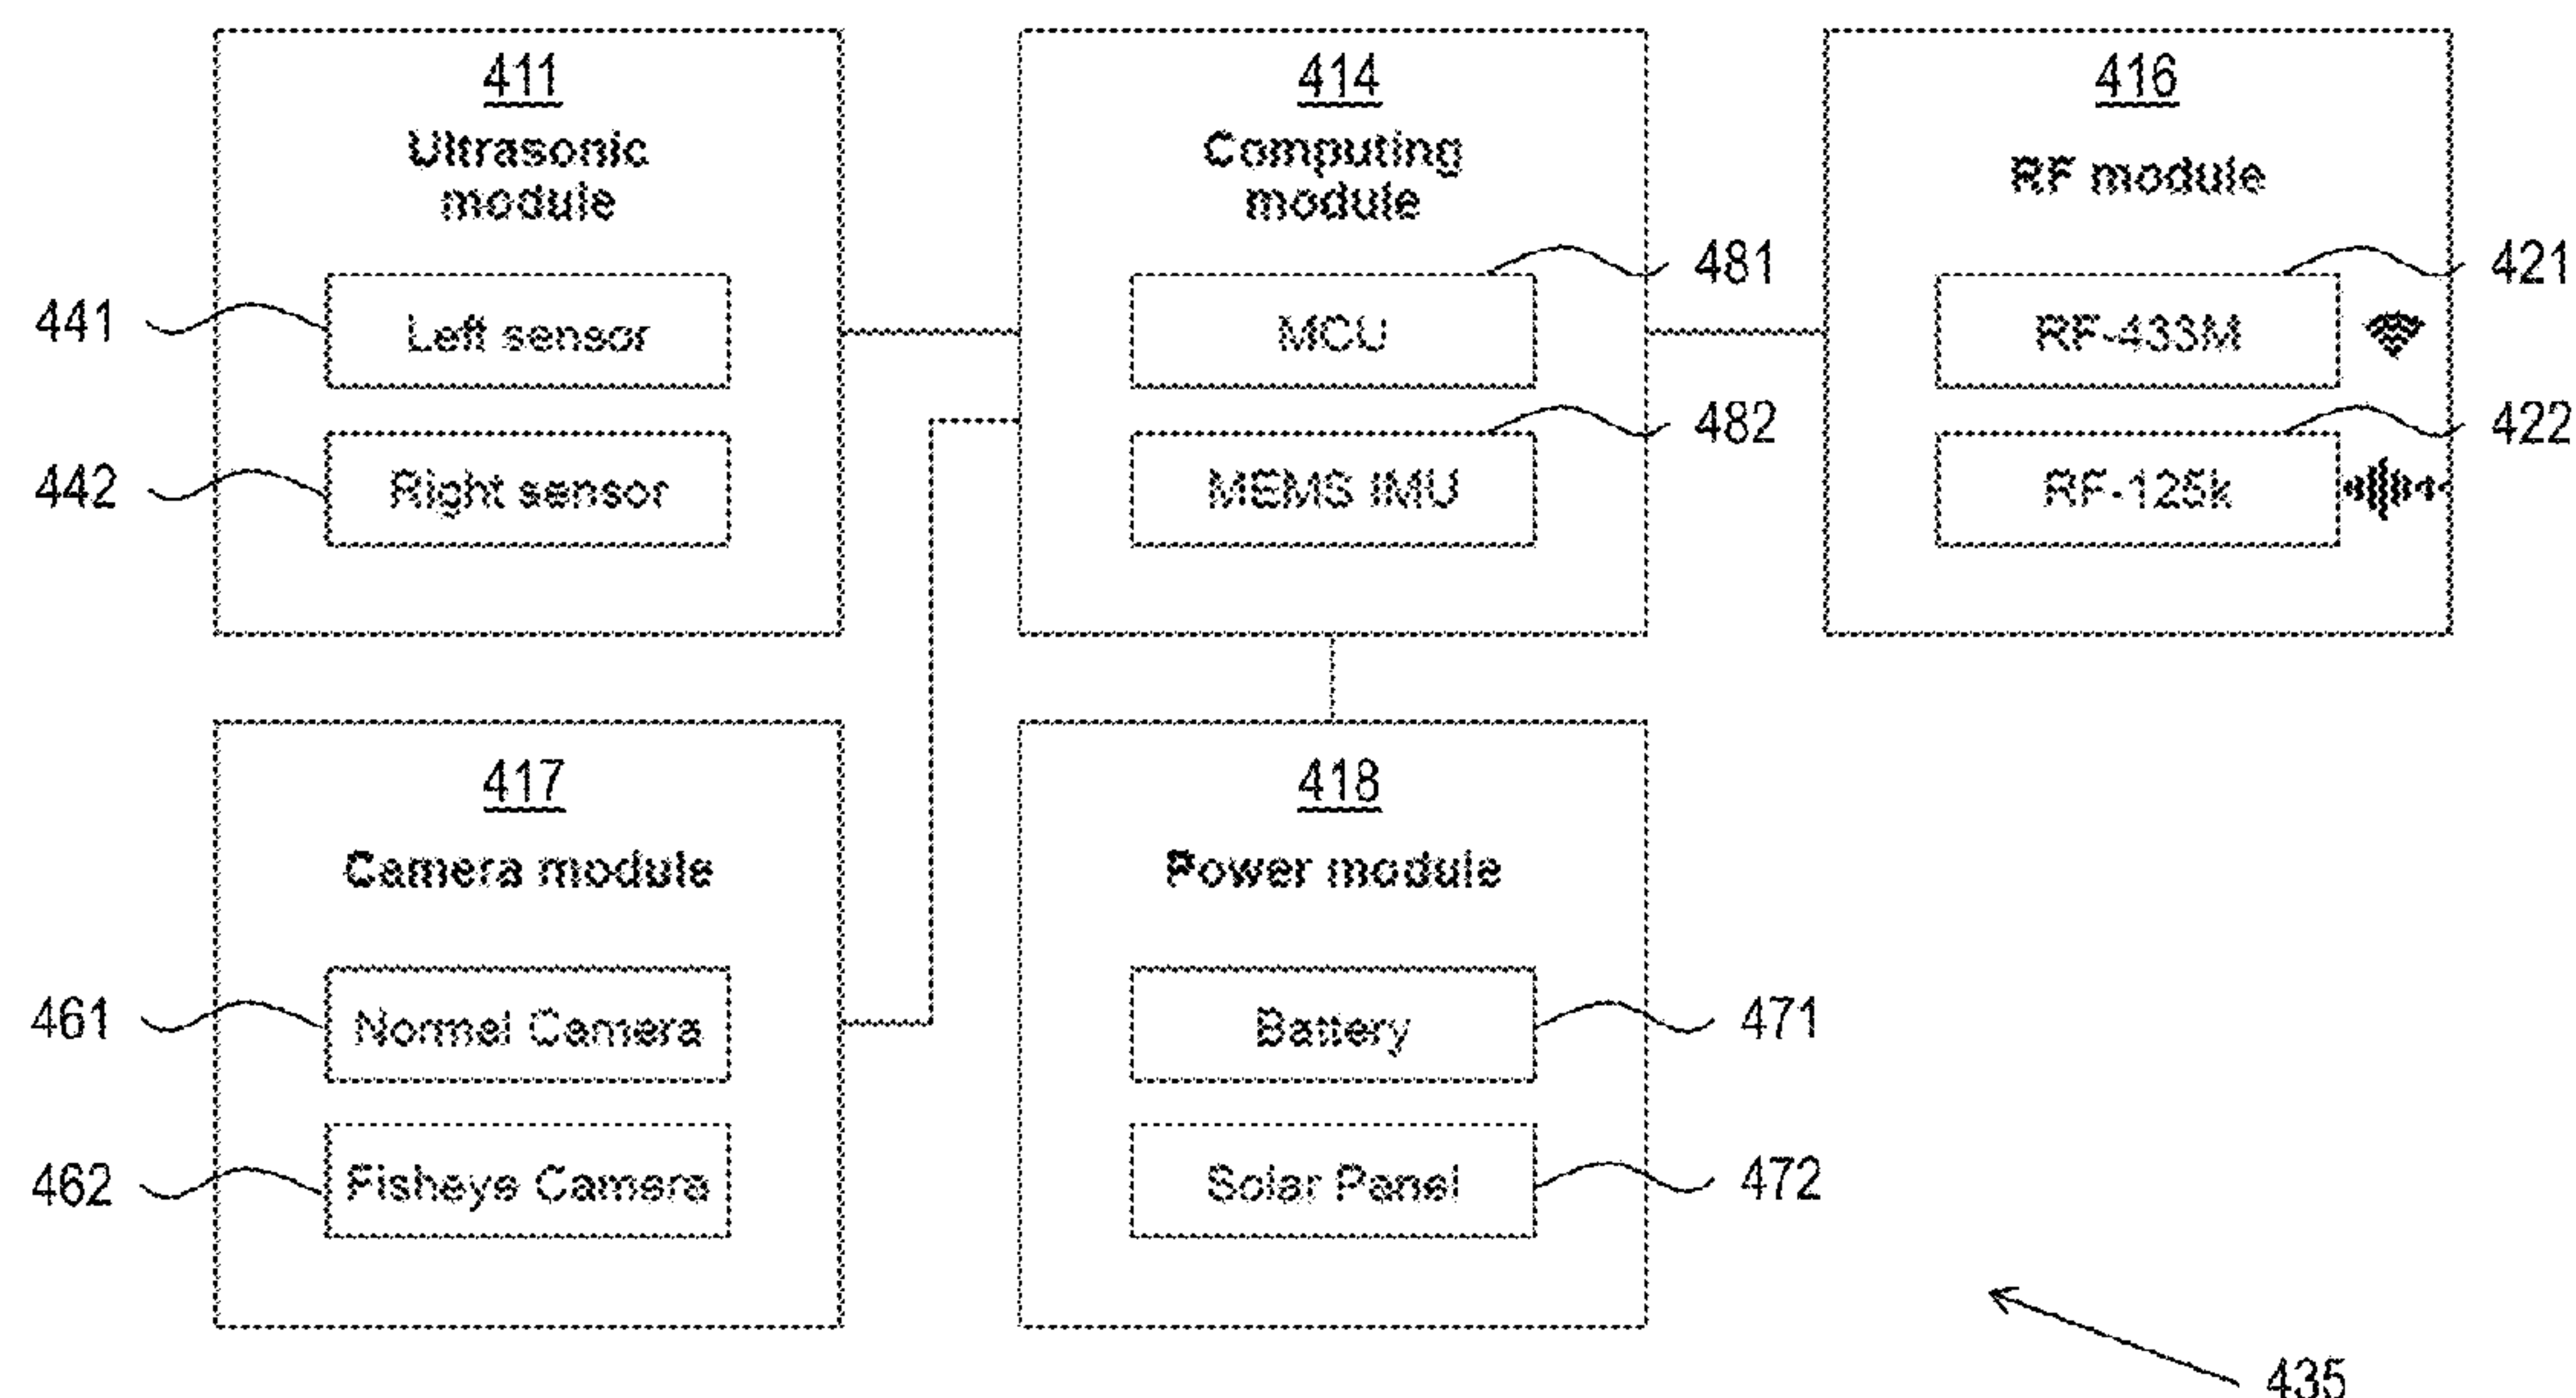 411
Ultrasonic
module
441
Left sensor
442
Right sensor
414
Computing
module
481
MCU
482
MEMS IMU
416
RF module
421
RF-433M
422
RF-125k
417
Camera module
461
Normal Camera
462
Fisheye Camera
418
Power module
Battery
471
Solar Panel
472
435